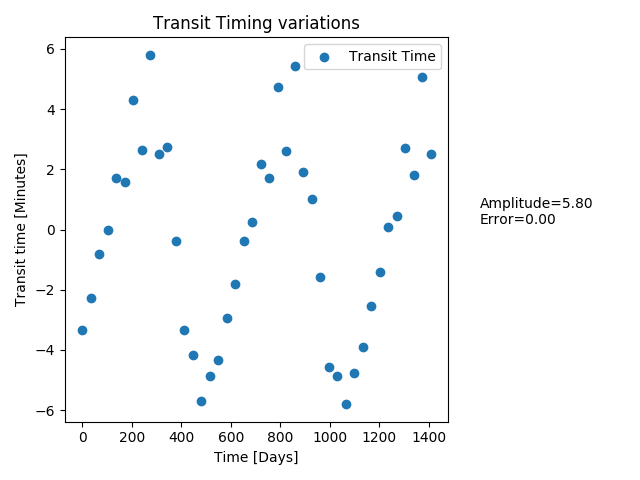 Transit Timing variations
Transit Time
Transit time [Minutes]
6
4
2
0
−2
−4
−6
0
200
400
600
800
1000
1200
1400
Time [Days]
Amplitude=5.80
Error=0.00